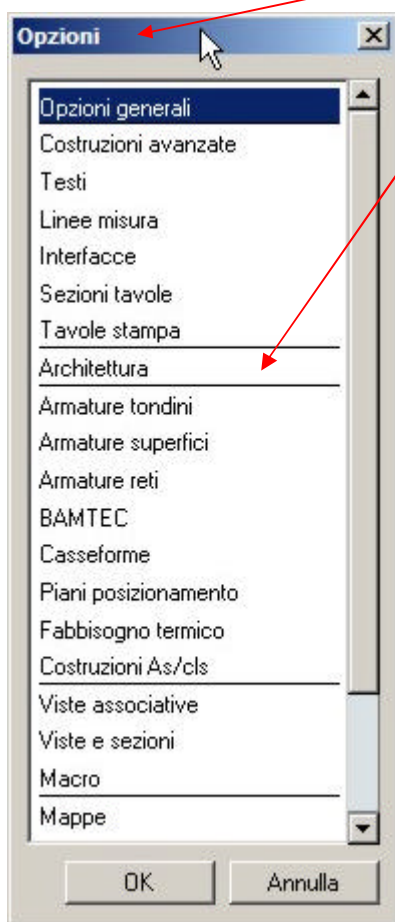 Opzioni
Opzioni generali
Costruzioni avanzate
Testi
Linee misura
Interfacce
Sezioni tavole
Tavole stampa
Architettura
Armature tondini
Armature superfici
Armature reti
BAMTEC
Casseforme
Piani posizionamento
Fabbisogno termico
Costruzioni As/cls
Viste associative
Viste e sezioni
Macro
Mappe
OK Annulla